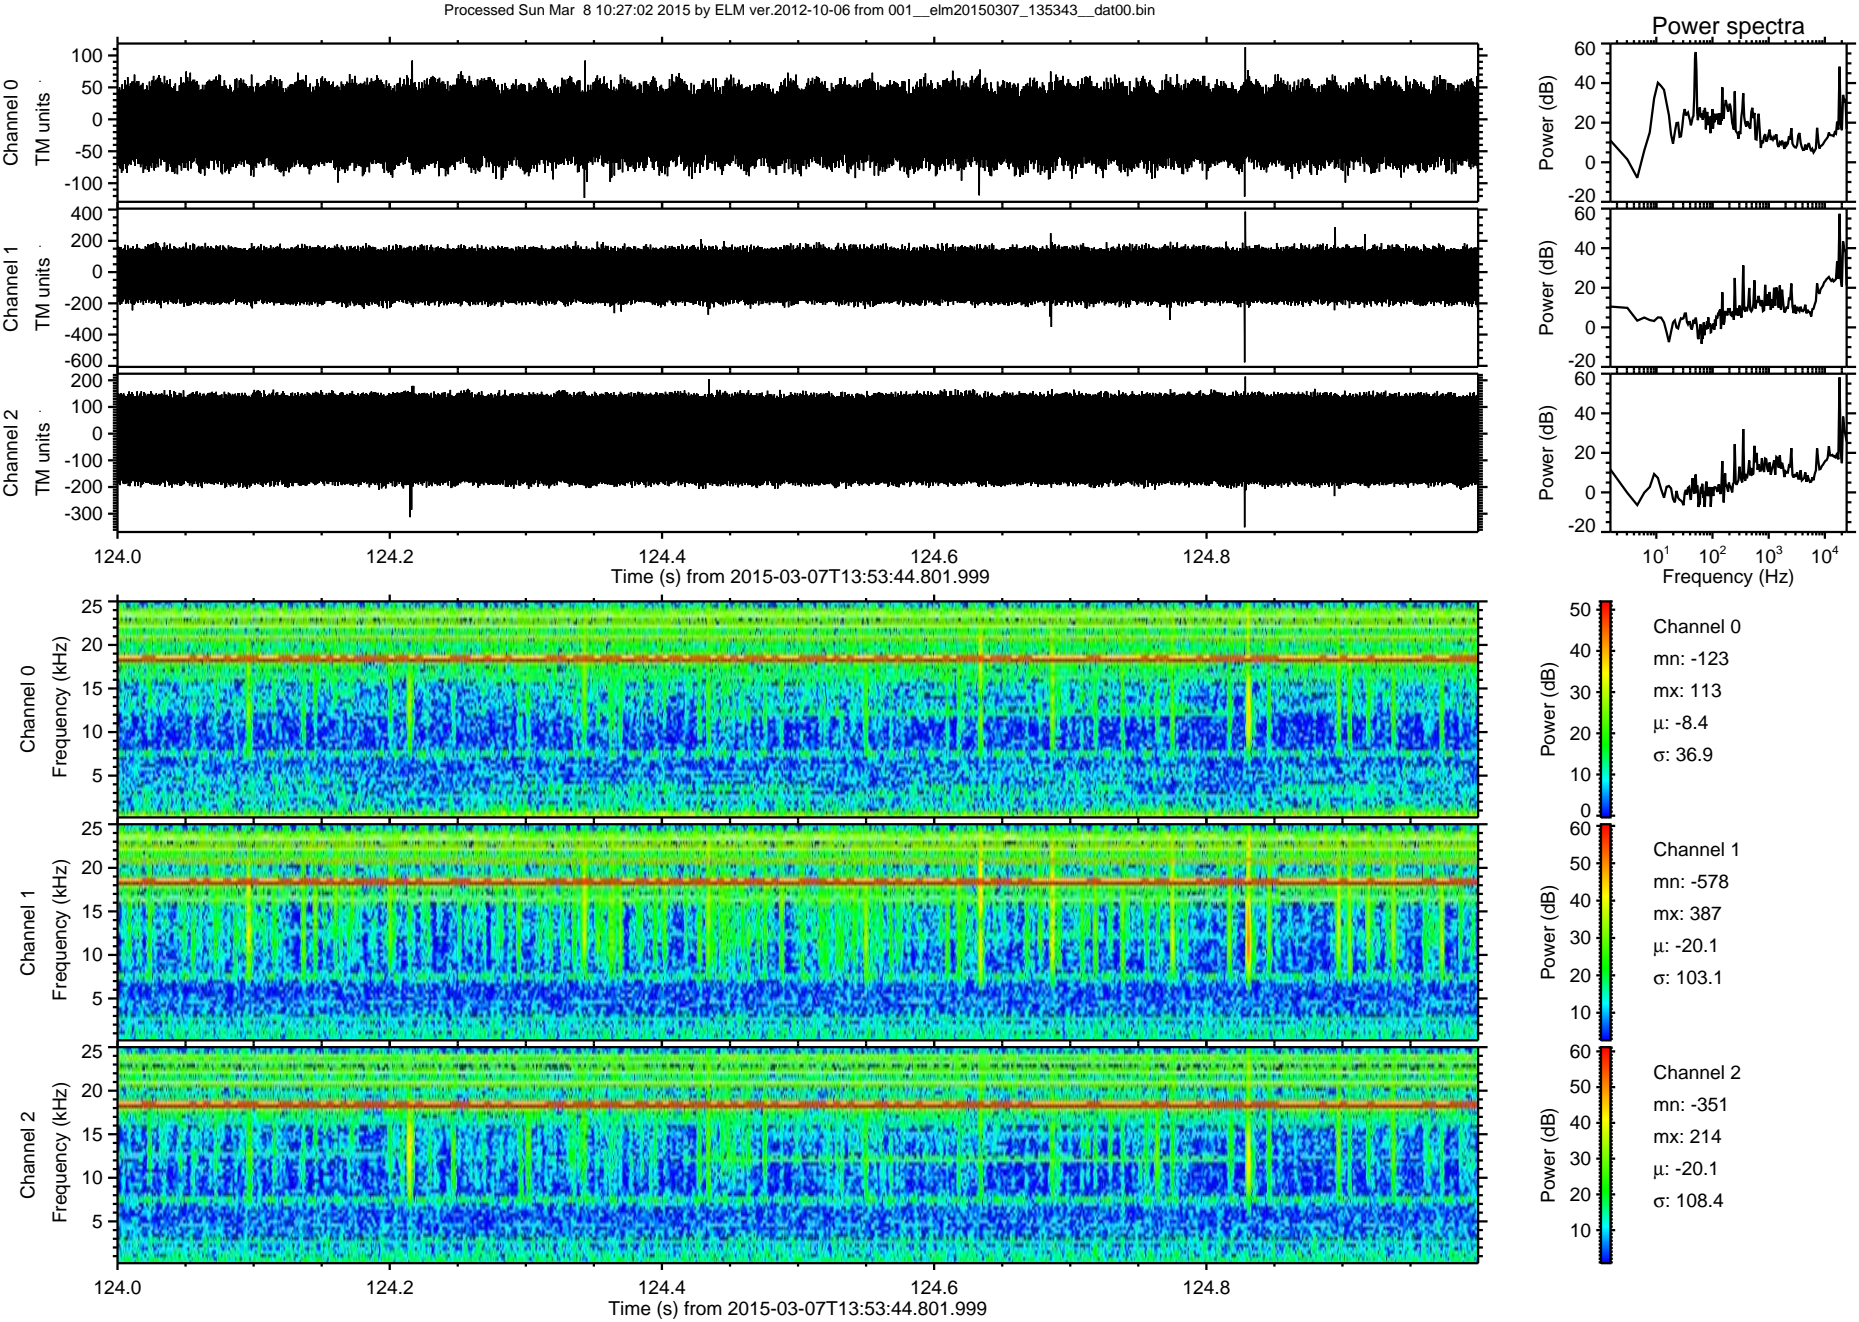 Processed Sun Mar  8 10:27:02 2015 by ELM ver.2012-10-06 from 001__elm20150307_135343__dat00.bin
Power spectra
Channel 0
TM units
100
50
0
-50
-100
Power (dB)
60
40
20
0
-20
Channel 1
TM units
400
200
0
-200
-400
-600
Power (dB)
60
40
20
0
-20
Channel 2
TM units
200
100
0
-100
-200
-300
Power (dB)
60
40
20
0
-20
124.0 124.2 124.4 124.6 124.8
Time (s) from 2015-03-07T13:53:44.801.999
10¹ 10² 10³ 10⁴
Frequency (Hz)
Channel 0
Frequency (kHz)
25
20
15
10
5
Power (dB)
50
40
30
20
10
0
Channel 0
mn: -123
mx: 113
μ: -8.4
σ: 36.9
Channel 1
Frequency (kHz)
25
20
15
10
5
Power (dB)
60
50
40
30
20
10
Channel 1
mn: -578
mx: 387
μ: -20.1
σ: 103.1
Channel 2
Frequency (kHz)
25
20
15
10
5
Power (dB)
60
50
40
30
20
10
Channel 2
mn: -351
mx: 214
μ: -20.1
σ: 108.4
124.0 124.2 124.4 124.6 124.8
Time (s) from 2015-03-07T13:53:44.801.999